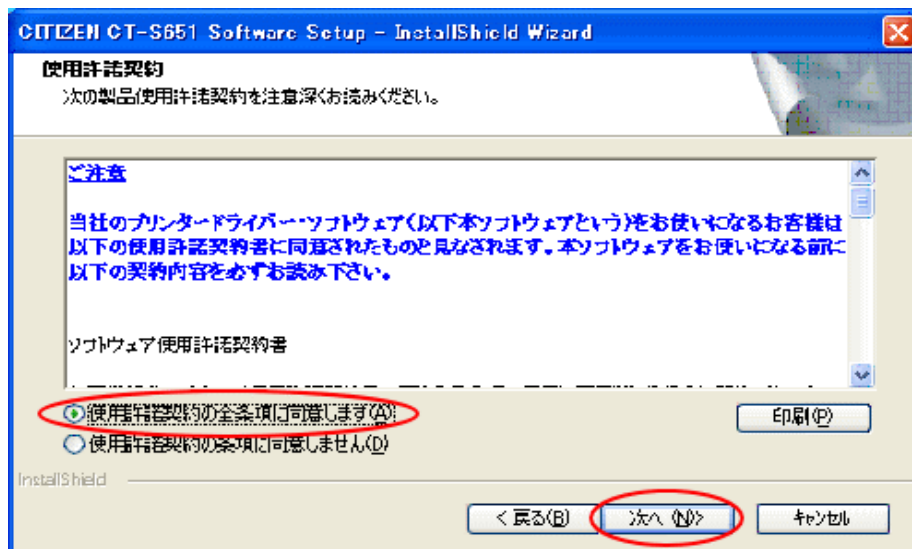 CITIZEN CT-S651 Software Setup - InstallShield Wizard
使用許諾契約
次の製品使用許諾契約を注意深くお読みください。
ご注意
当社のプリンタードライバー・ソフトウェア(以下本ソフトウェアという)をお使いになるお客様は
以下の使用許諾契約書に同意されたものと見なされます。本ソフトウェアをお使いになる前に
以下の契約内容を必ずお読み下さい。
ソフトウェア使用許諾契約書
使用許諾契約の全条項に同意します(A)
印刷(P)
使用許諾契約の条項に同意しません(D)
InstallShield
< 戻る(B)
次へ (N)>
キャンセル